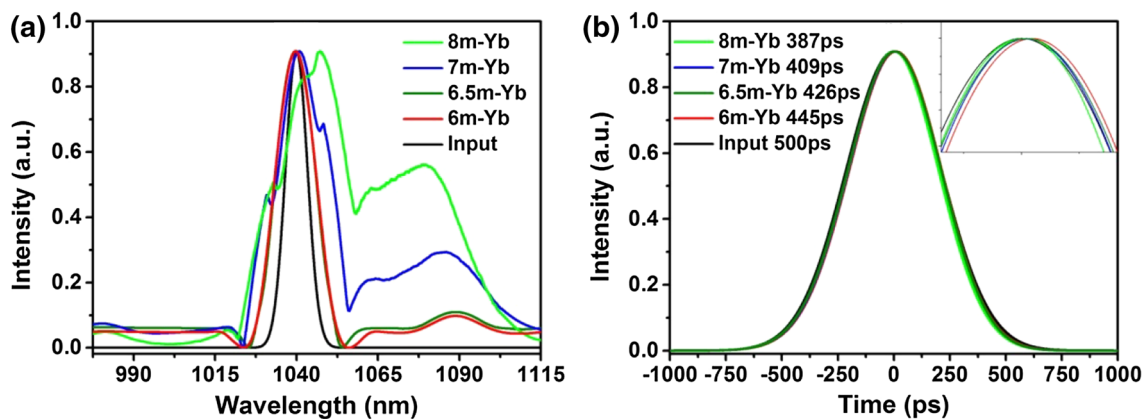 (a)
1.0
0.8
0.6
0.4
0.2
0.0
Intensity (a.u.)
8m-Yb
7m-Yb
6.5m-Yb
6m-Yb
Input
990 1015 1040 1065 1090 1115
Wavelength (nm)
(b)
1.0
0.8
0.6
0.4
0.2
0.0
Intensity (a.u.)
8m-Yb 387ps
7m-Yb 409ps
6.5m-Yb 426ps
6m-Yb 445ps
Input 500ps
-1000 -750 -500 -250 0 250 500 750 1000
Time (ps)